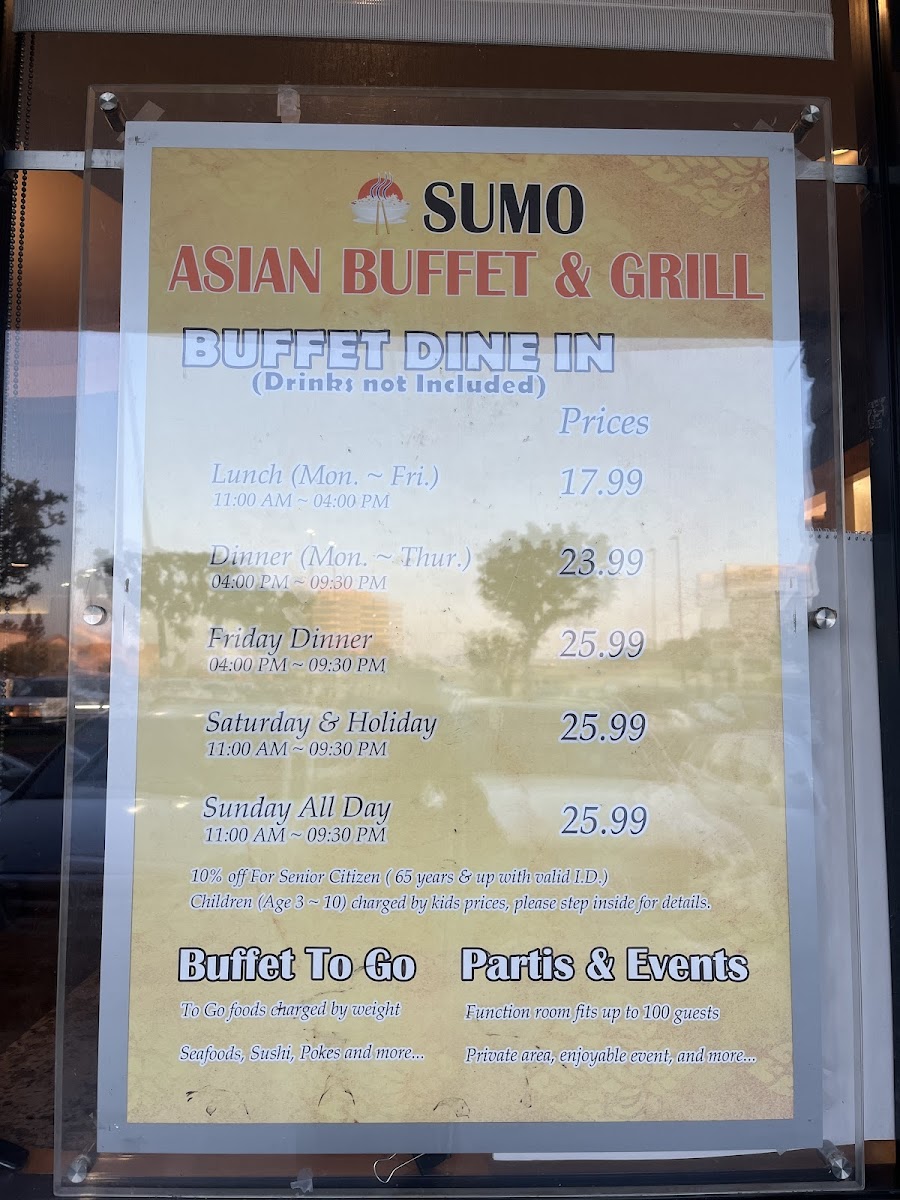 SUMO
ASIAN BUFFET & GRILL
BUFFET DINE IN
(Drinks not Included)
Prices
Lunch (Mon. ~ Fri.) 17.99
11:00 AM ~ 04:00 PM
Dinner (Mon. ~ Thur.) 23.99
04:00 PM ~ 09:30 PM
Friday Dinner 25.99
04:00 PM ~ 09:30 PM
Saturday & Holiday 25.99
11:00 AM ~ 09:30 PM
Sunday All Day 25.99
11:00 AM ~ 09:30 PM
10% off For Senior Citizen ( 65 years & up with valid I.D.)
Children (Age 3 ~ 10) charged by kids prices, please step inside for details.
Buffet To Go
To Go foods charged by weight
Seafoods, Sushi, Pokes and more...
Partis & Events
Function room fits up to 100 guests
Private area, enjoyable event, and more...